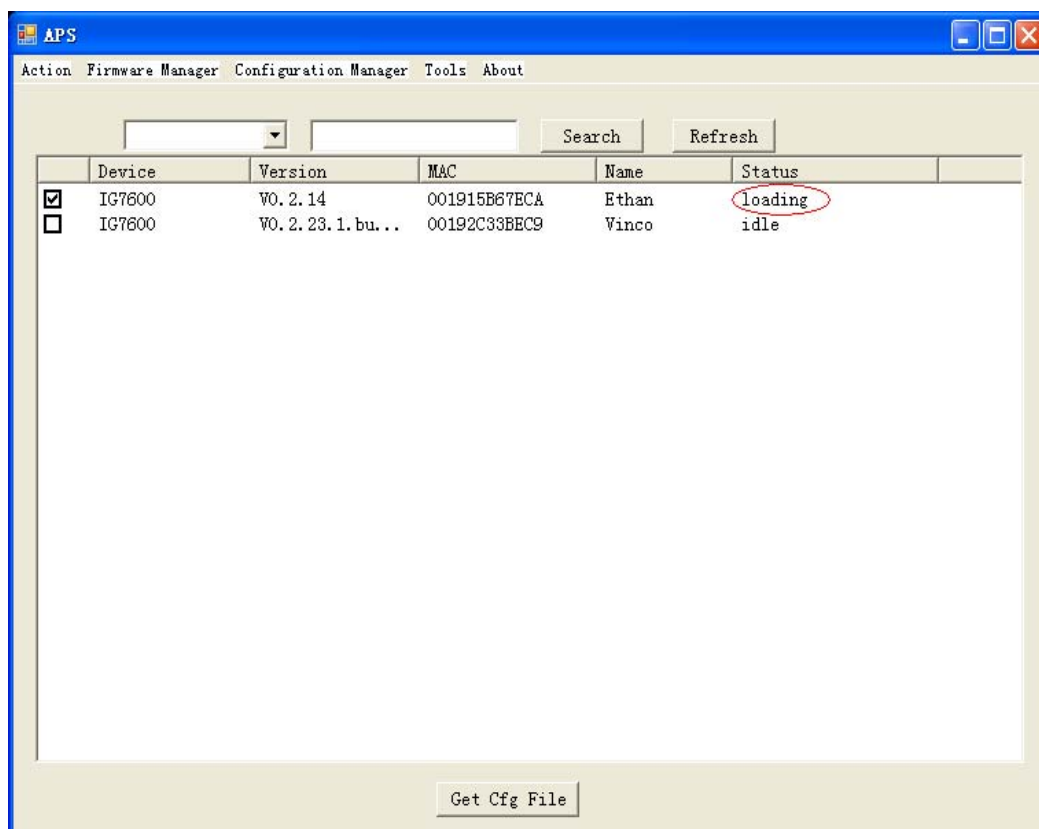 APS
Action Firmware Manager Configuration Manager Tools About
Search Refresh
Device Version MAC Name Status
IG7600 V0.2.14 001915B67ECA Ethan loading
IG7600 V0.2.23.1.bu... 00192C33BEC9 Vinco idle
Get Cfg File